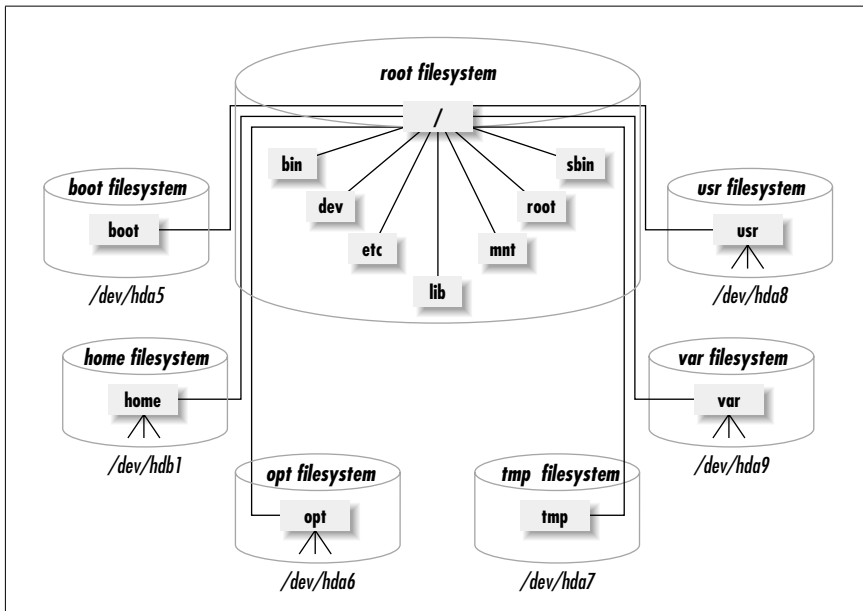 root filesystem
/
bin
sbin
dev
root
etc
mnt
lib
boot filesystem
boot
/dev/hda5
usr filesystem
usr
/dev/hda8
home filesystem
home
/dev/hdb1
var filesystem
var
/dev/hda9
opt filesystem
opt
/dev/hda6
tmp filesystem
tmp
/dev/hda7